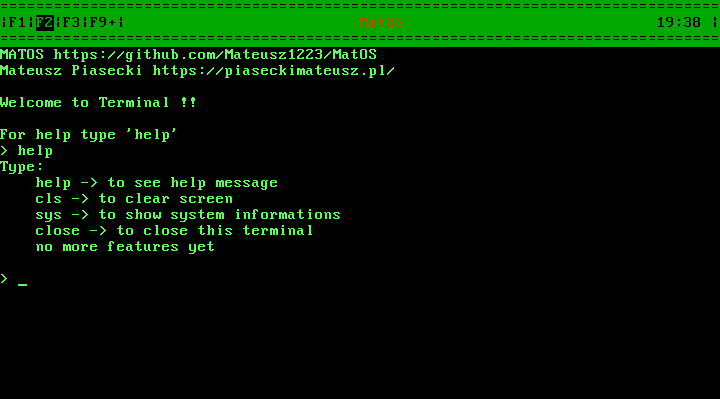 |F1|F2|F3|F9+| MatOS 19:38 |
MATOS https://github.com/Mateusz1223/MatOS
Mateusz Piasecki https://piaseckimateusz.pl/
Welcome to Terminal !!
For help type 'help'
> help
Type:
help -> to see help message
cls -> to clear screen
sys -> to show system informations
close -> to close this terminal
no more features yet
> _